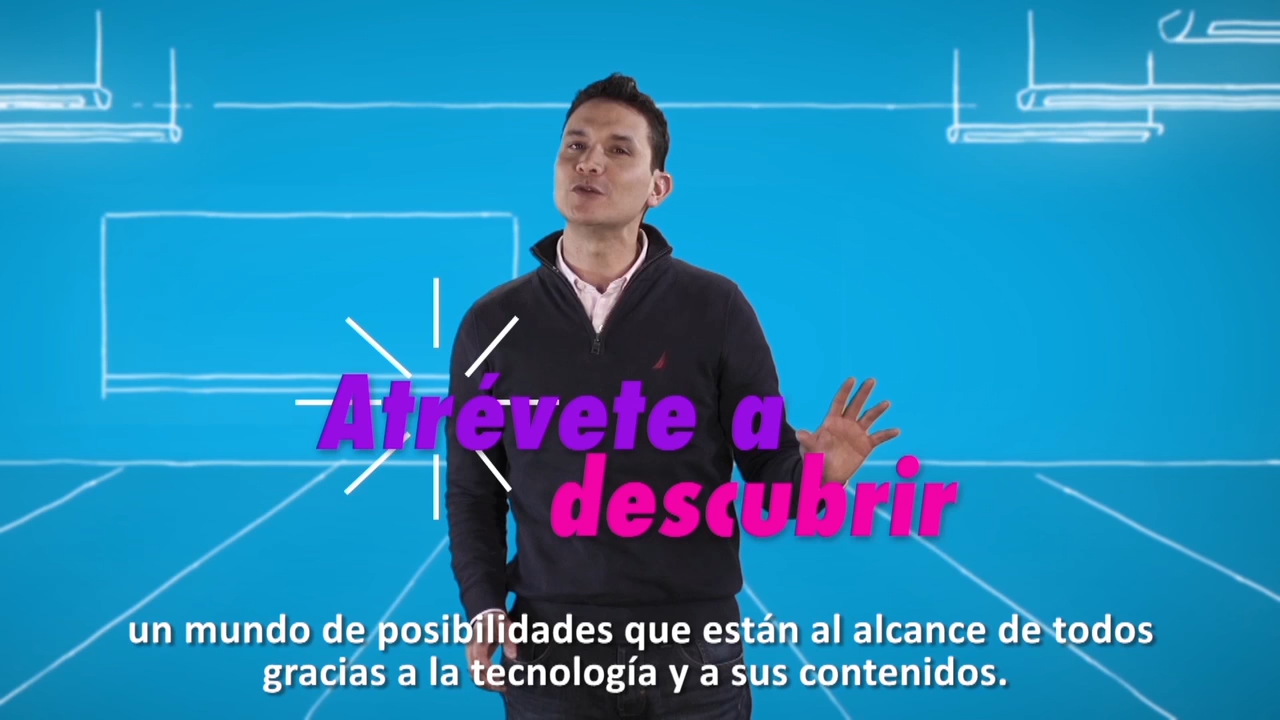 Atrévete a
descubrir
un mundo de posibilidades que están al alcance de todos
gracias a la tecnología y a sus contenidos.